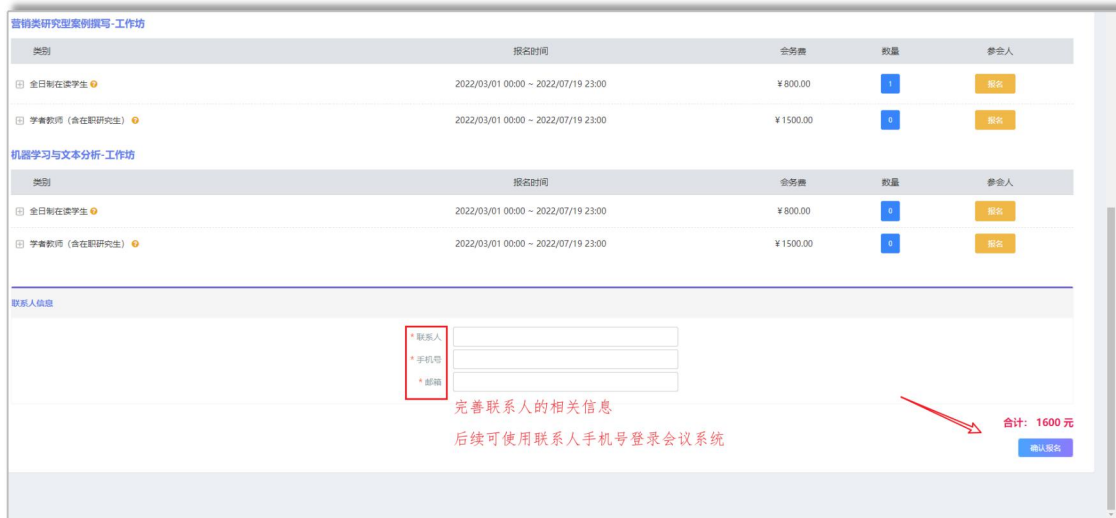 营销类研究型案例撰写-工作坊
类别 报名时间 会务费 数量 参会人
全日制在读学生 2022/03/01 00:00 ~ 2022/07/19 23:00 ¥800.00 1 报名
学者教师（含在职研究生） 2022/03/01 00:00 ~ 2022/07/19 23:00 ¥1500.00 0 报名
机器学习与文本分析-工作坊
类别 报名时间 会务费 数量 参会人
全日制在读学生 2022/03/01 00:00 ~ 2022/07/19 23:00 ¥800.00 0 报名
学者教师（含在职研究生） 2022/03/01 00:00 ~ 2022/07/19 23:00 ¥1500.00 0 报名
联系人信息
* 联系人
* 手机号
* 邮箱
完善联系人的相关信息
后续可使用联系人手机号登录会议系统
合计： 1600 元
确认报名